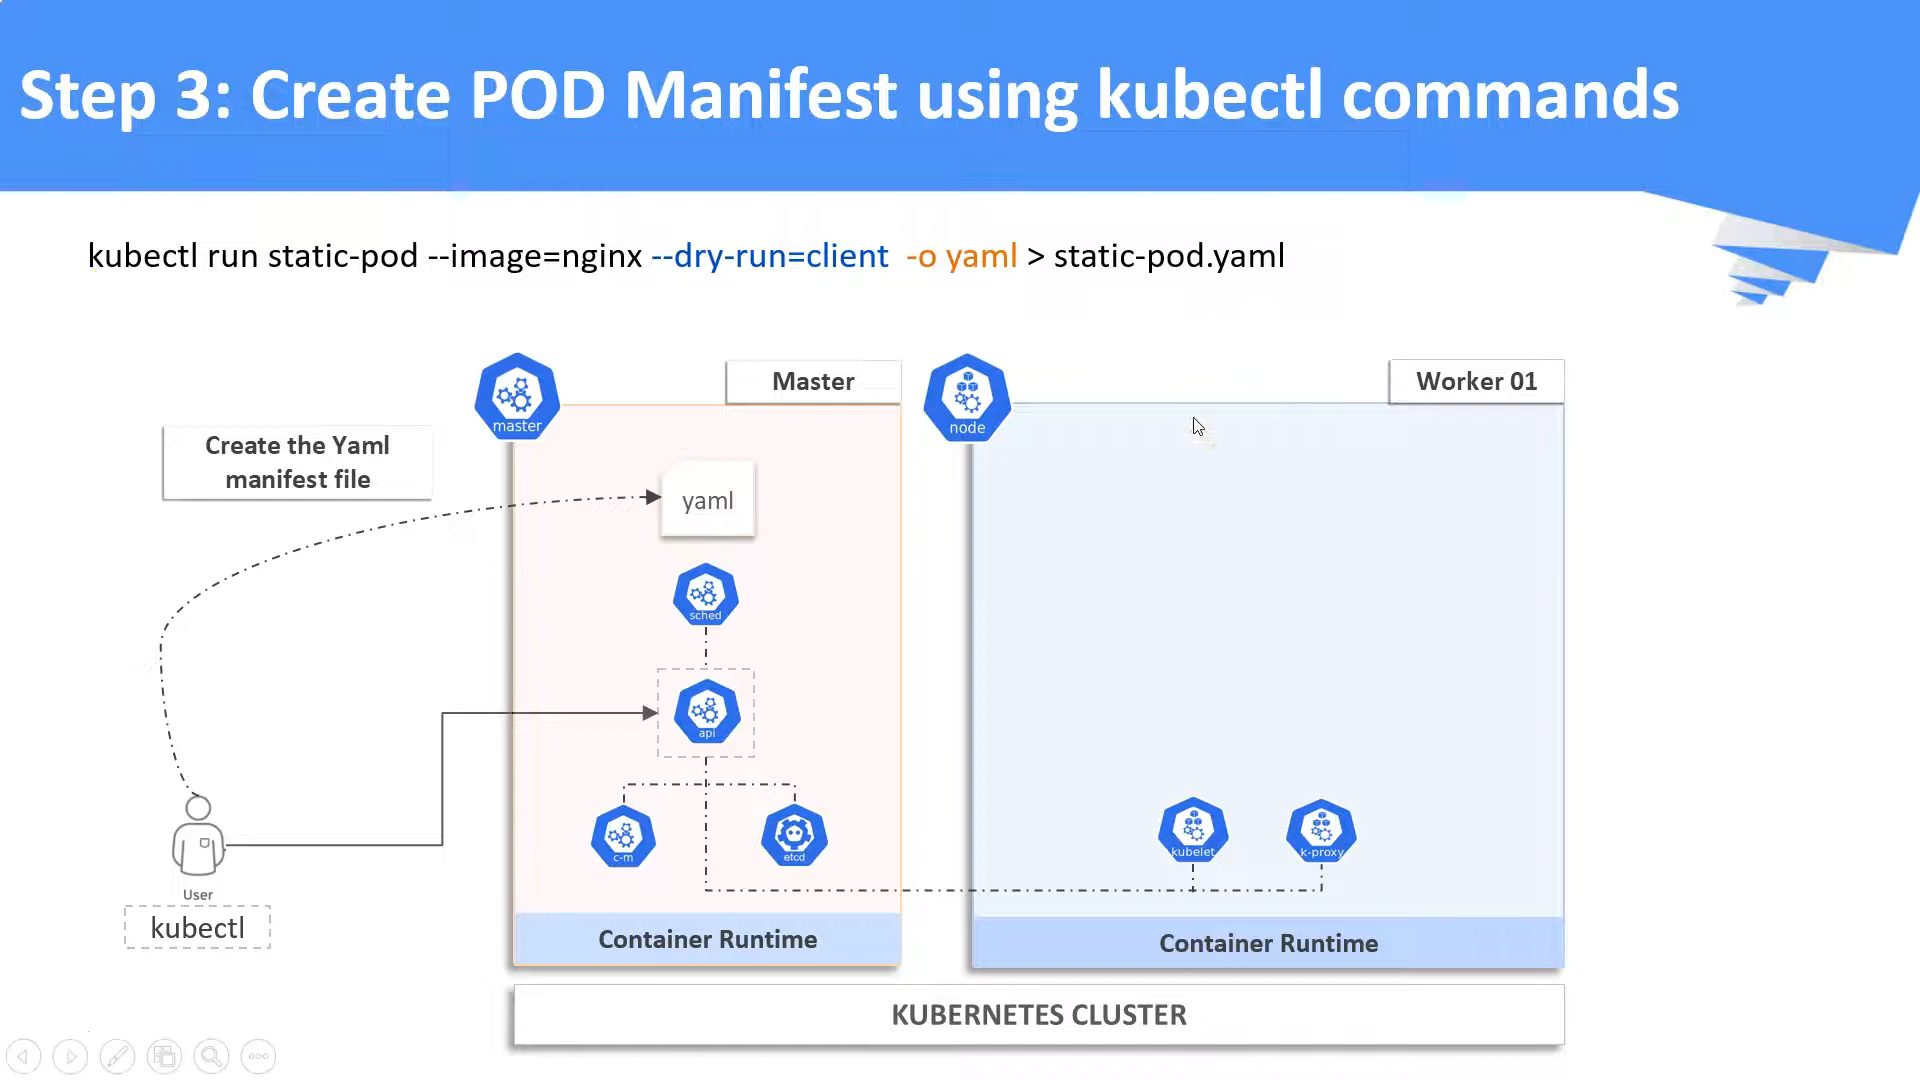 Step 3: Create POD Manifest using kubectl commands
kubectl run static-pod --image=nginx --dry-run=client -o yaml > static-pod.yaml
Master
Worker 01
master
node
Create the Yaml
manifest file
yaml
sched
api
c-m
etcd
kubelet
k-proxy
User
kubectl
Container Runtime
Container Runtime
KUBERNETES CLUSTER